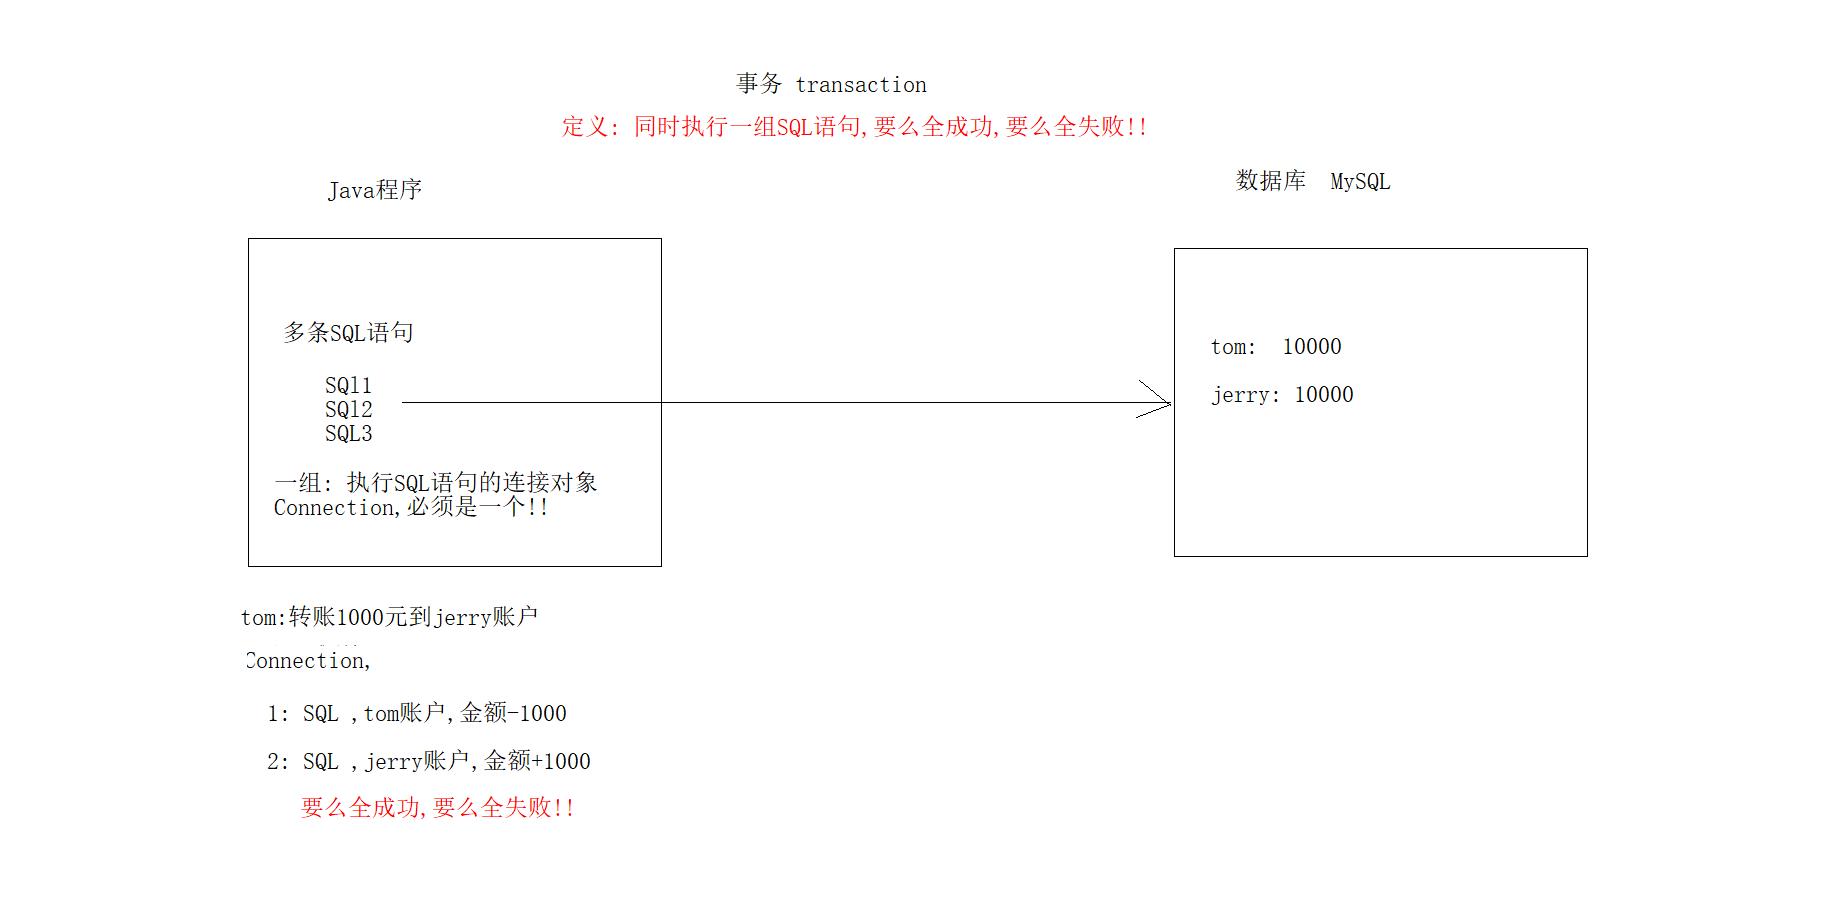 事务 transaction
定义: 同时执行一组SQL语句,要么全成功,要么全失败!!
Java程序
数据库 MySQL
多条SQL语句
SQl1
SQl2
SQL3
一组: 执行SQL语句的连接对象
Connection,必须是一个!!
tom: 10000
jerry: 10000
tom:转账1000元到jerry账户
Connection,
1: SQL ,tom账户,金额-1000
2: SQL ,jerry账户,金额+1000
要么全成功,要么全失败!!